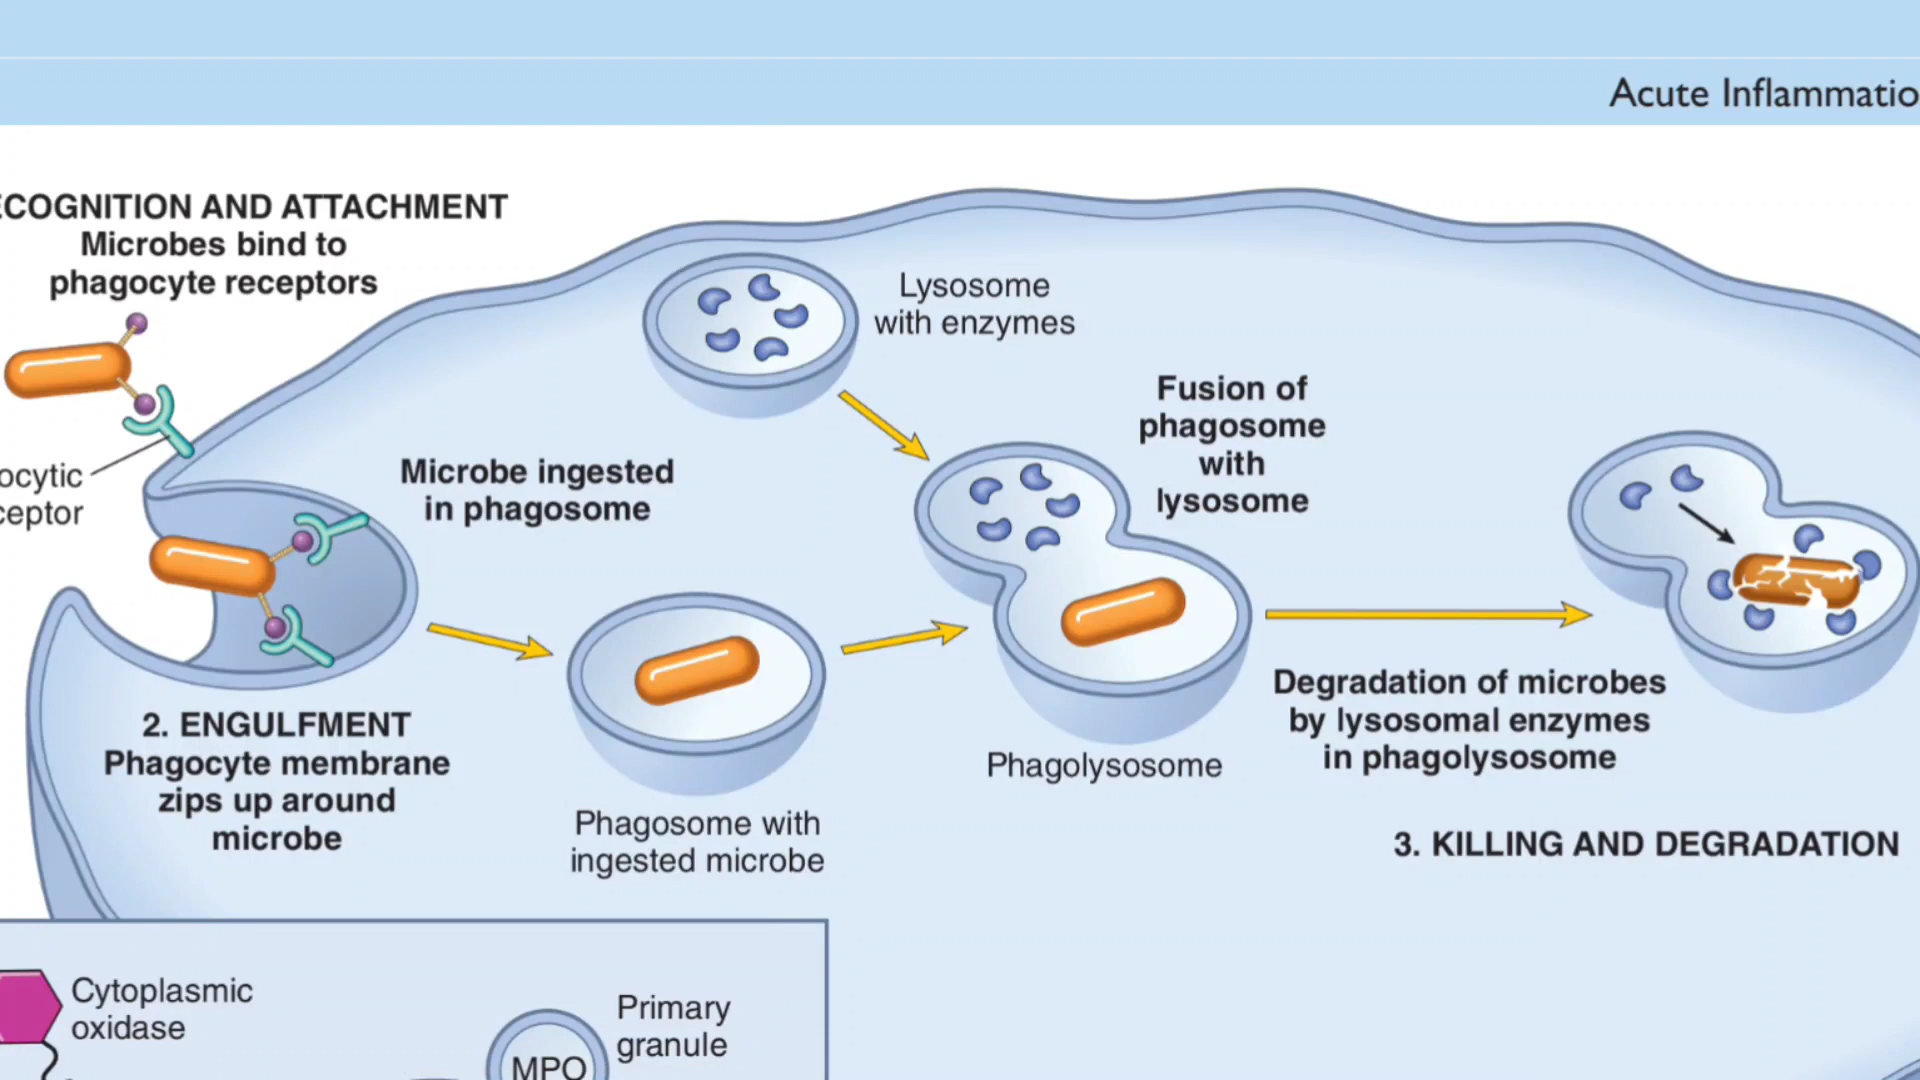 Acute Inflammatio
ECOGNITION AND ATTACHMENT
Microbes bind to
phagocyte receptors
ocytic
ceptor
Lysosome
with enzymes
Fusion of
phagosome
with
lysosome
Microbe ingested
in phagosome
2. ENGULFMENT
Phagocyte membrane
zips up around
microbe
Phagosome with
ingested microbe
Phagolysosome
Degradation of microbes
by lysosomal enzymes
in phagolysosome
3. KILLING AND DEGRADATION
Cytoplasmic
oxidase
MPO
Primary
granule